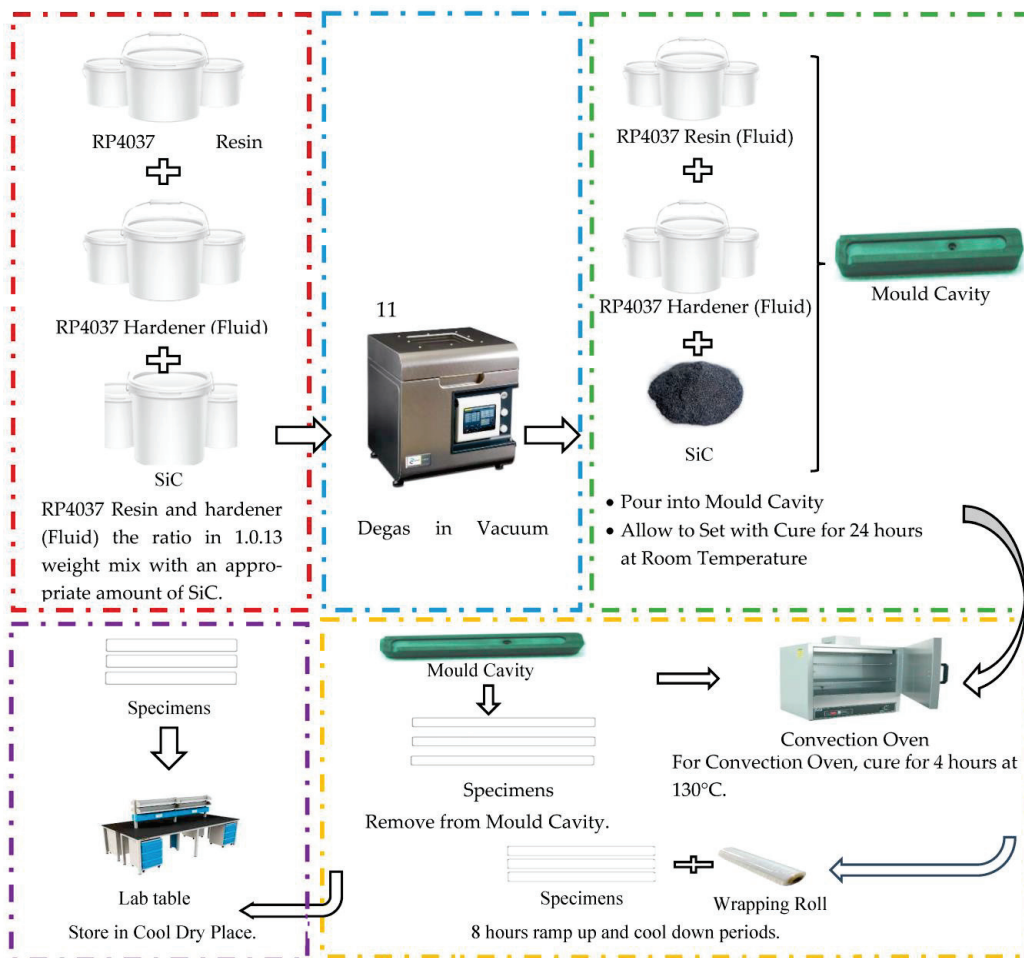 RP4037 Resin
RP4037 Hardener (Fluid)
SiC
RP4037 Resin and hardener
(Fluid) the ratio in 1.0.13
weight mix with an appro-
priate amount of SiC.
11
Degas in Vacuum
RP4037 Resin (Fluid)
RP4037 Hardener (Fluid)
SiC
Mould Cavity
• Pour into Mould Cavity
• Allow to Set with Cure for 24 hours
at Room Temperature
Mould Cavity
Specimens
Remove from Mould Cavity.
Convection Oven
For Convection Oven, cure for 4 hours at
130°C.
Specimens
Wrapping Roll
8 hours ramp up and cool down periods.
Specimens
Lab table
Store in Cool Dry Place.